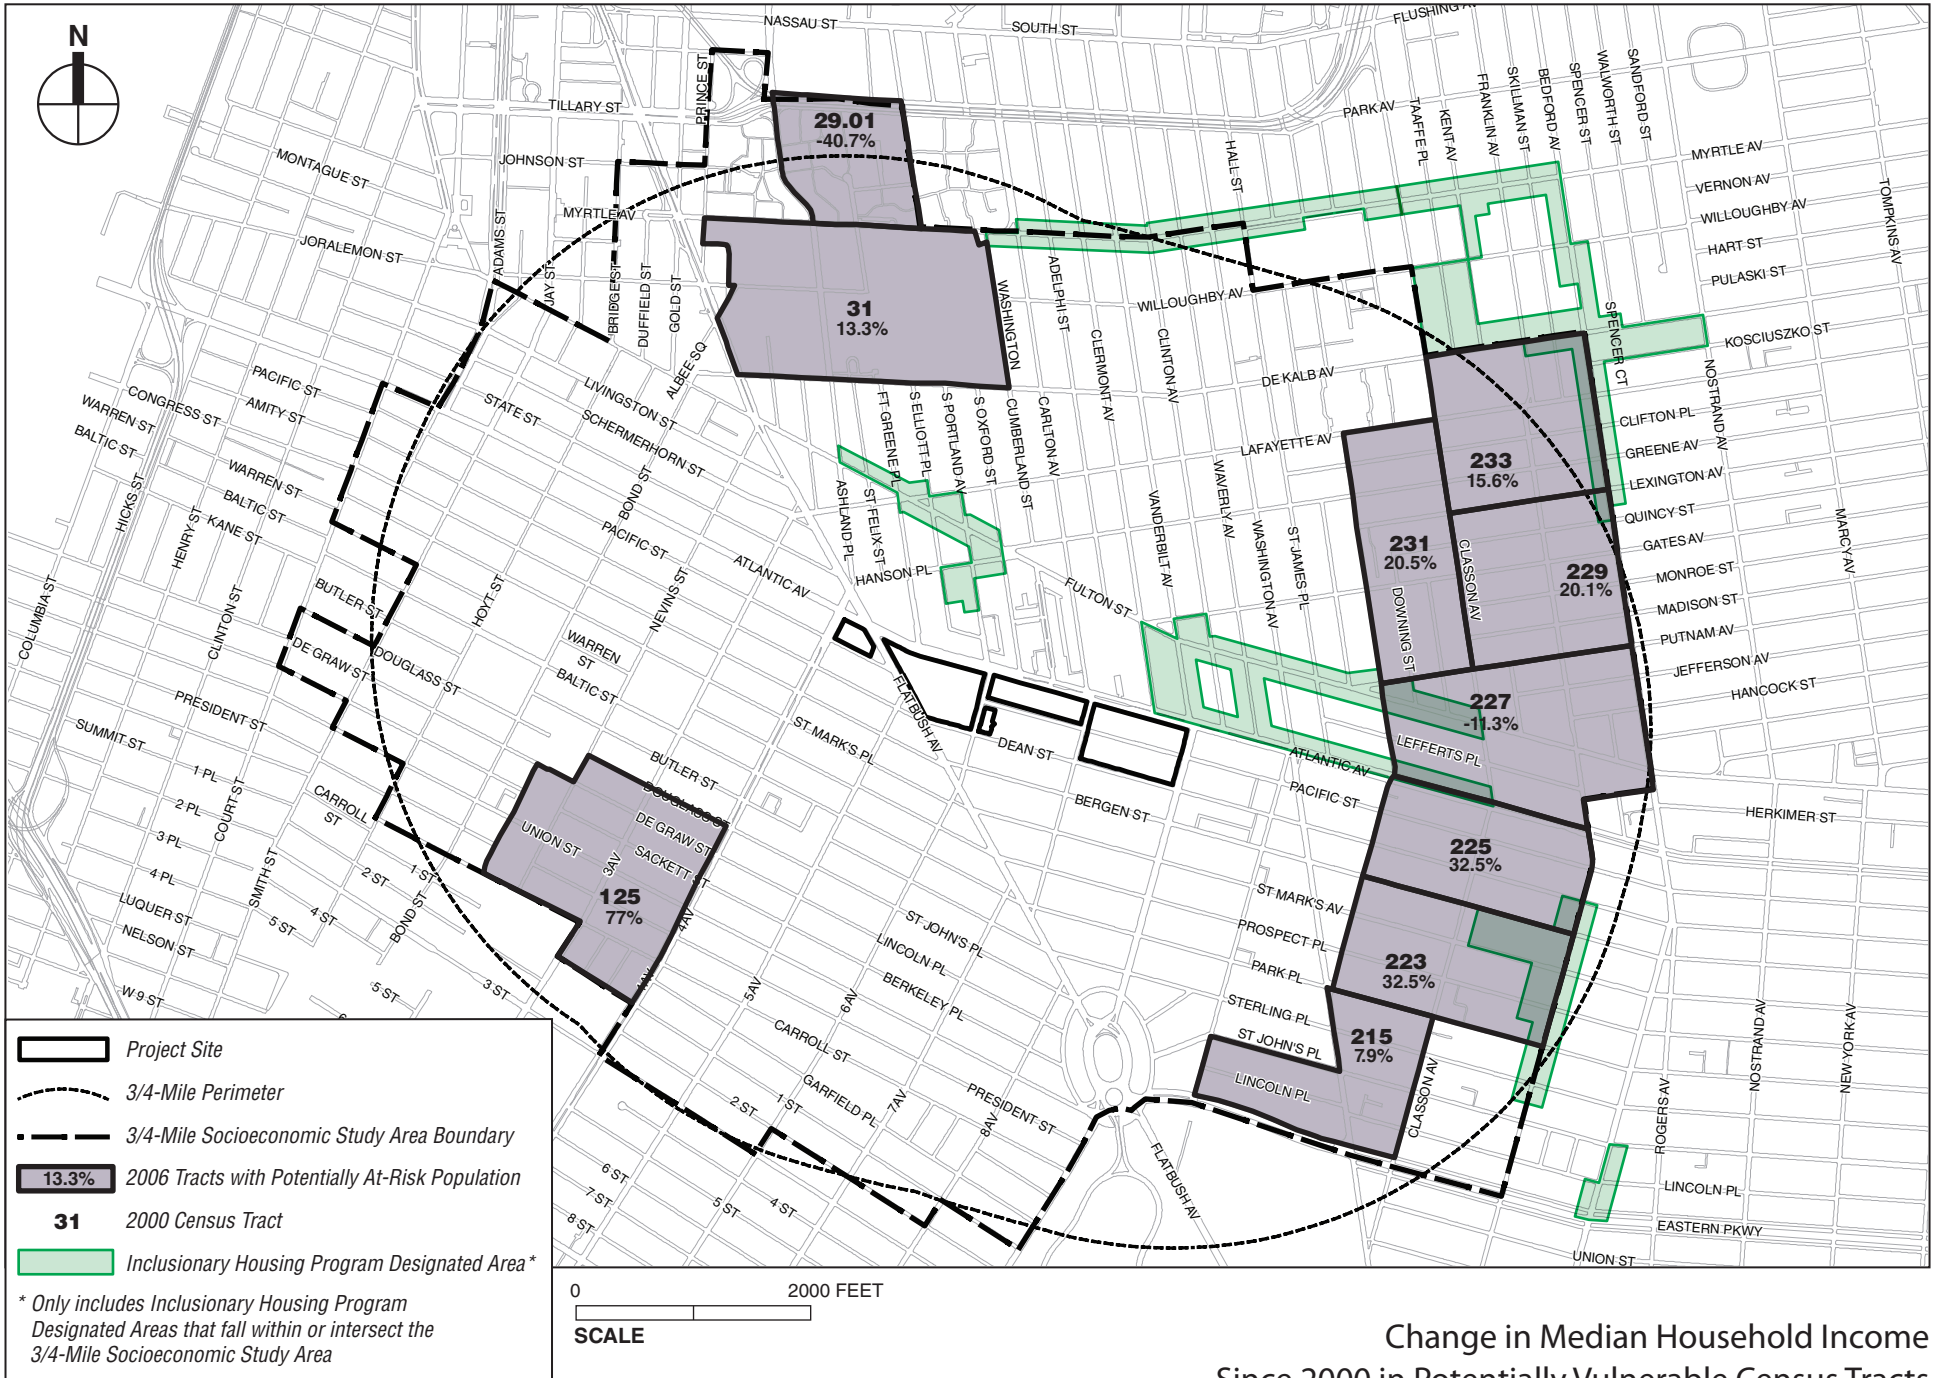 NASSAU ST
SOUTH ST
N
TILLARY ST
PRINCE ST
PARK AV
TAAFFE PL
KENT AV
FRANKLIN AV
SKILLMAN ST
BEDFORD AV
SPENCER ST
WALWORTH ST
SANDFORD ST
29.01
-40.7%
JOHNSON ST
MONTAGUE ST
HALL ST
MYRTLE AV
VERNON AV
WILLOUGHBY AV
HART ST
PULASKI ST
TOMPKINS AV
MYRTLE AV
JORALEMON ST
ADAMS ST
JAY ST
BRIDGE ST
DUFFIELD ST
GOLD ST
31
13.3%
WASHINGTON
ADELPHI ST
WILLOUGHBY AV
CLERMONT AV
CLINTON AV
SPENCER CT
KOSCIUSZKO ST
NOSTRAND AV
ALBEE SQ
DE KALB AV
PACIFIC ST
CONGRESS ST
WARREN ST
AMITY ST
BALTIC ST
LIVINGSTON ST
STATE ST
SCHERMERHORN ST
FT GREENE PL
S ELLIOTT PL
S PORTLAND AV
S OXFORD ST
CUMBERLAND ST
CARLTON AV
LAFAYETTE AV
CLIFTON PL
GREENE AV
LEXINGTON AV
QUINCY ST
GATES AV
MONROE ST
MADISON ST
PUTNAM AV
JEFFERSON AV
HANCOCK ST
MARCY AV
233
15.6%
231
20.5%
229
20.1%
CLASSON AV
DOWNING ST
HICKS ST
WARREN ST
BALTIC ST
KANE ST
HENRY ST
BOND ST
PACIFIC ST
ATLANTIC AV
ASHLAND PL
ST FELIX ST
HANSON PL
FULTON ST
VANDERBILT AV
WAVERLY AV
WASHINGTON AV
ST JAMES PL
COLUMBIA ST
CLINTON ST
BUTLER ST
DE GRAW ST
DOUGLASS ST
HOYT ST
NEVINS ST
WARREN
ST
BALTIC ST
FLATBUSH AV
227
-11.3%
LEFFERTS PL
PRESIDENT ST
SUMMIT ST
1 PL
2 PL
3 PL
4 PL
COURT ST
CARROLL
ST
ST MARK'S PL
DEAN ST
BERGEN ST
ATLANTIC AV
PACIFIC ST
HERKIMER ST
BUTLER ST
DOUGLASS ST
DE GRAW ST
SACKETT ST
UNION ST
3AV
125
77%
4AV
225
32.5%
LUQUER ST
NELSON ST
W 9 ST
SMITH ST
2 ST
1 ST
4 ST
5 ST
BOND ST
5 ST
3 ST
4AV
ST MARK'S AV
PROSPECT PL
PARK PL
STERLING PL
ST JOHN'S PL
LINCOLN PL
ST JOHN'S PL
LINCOLN PL
BERKELEY PL
5AV
6AV
CARROLL ST
GARFIELD PL
7AV
PRESIDENT ST
8AV
223
32.5%
215
7.9%
CLASSON AV
ROGERS AV
NOSTRAND AV
NEW YORK AV
2 ST
1 ST
6 ST
7 ST
8 ST
5 ST
4 ST
FLATBUSH AV
LINCOLN PL
EASTERN PKWY
UNION ST
Project Site
3/4-Mile Perimeter
3/4-Mile Socioeconomic Study Area Boundary
13.3% 2006 Tracts with Potentially At-Risk Population
31 2000 Census Tract
Inclusionary Housing Program Designated Area*
* Only includes Inclusionary Housing Program
Designated Areas that fall within or intersect the
3/4-Mile Socioeconomic Study Area
0 2000 FEET
SCALE
Change in Median Household Income
Since 2000 in Potentially Vulnerable Census Tracts